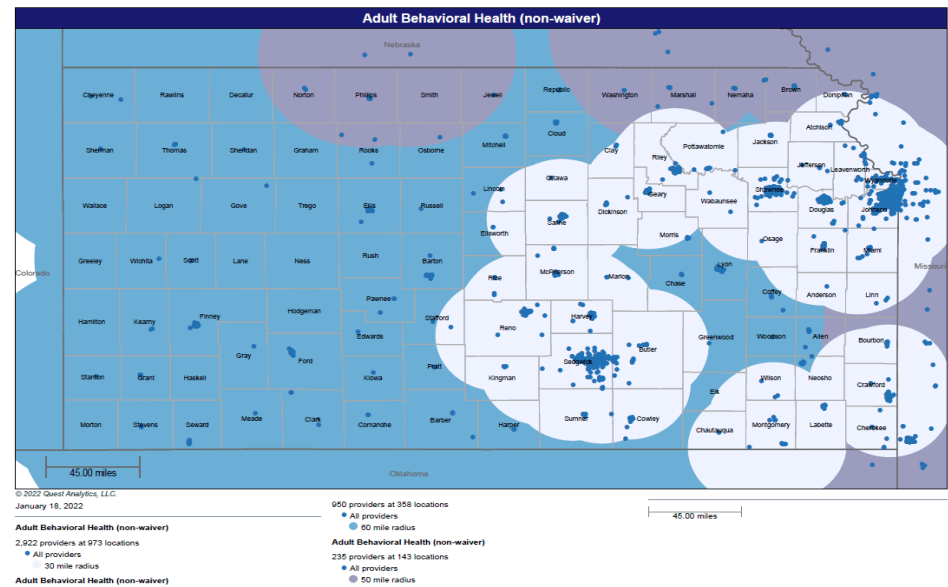 Adult Behavioral Health (non-waiver)
Nebraska
Cheyenne Rawlins Decatur Norton Phillips Smith Jewell Republic Washington Marshall Nemaha Brown Doniphan
Sherman Thomas Sheridan Graham Rooks Osborne Mitchell Cloud Clay Riley Pottawatomie Jackson Atchison
Jefferson Leavenworth Wyandotte
Wallace Logan Gove Trego Ellis Russell Lincoln Ottawa Saline Dickinson Geary Wabaunsee Shawnee Douglas Johnson
Ellsworth Morris Osage Franklin Miami
Colorado Greeley Wichita Scott Lane Ness Rush Barton Rice McPherson Marion Chase Lyon Coffey Anderson Linn Missouri
Hamilton Kearny Finney Hodgeman Pawnee Stafford Reno Harvey
Gray Ford Edwards Sedgwick Butler Greenwood Woodson Allen Bourbon
Stanton Grant Haskell Kiowa Pratt Kingman Elk Wilson Neosho Crawford
Morton Stevens Seward Meade Clark Comanche Barber Harper Sumner Cowley Chautauqua Montgomery Labette Cherokee
45.00 miles
Oklahoma
© 2022 Quest Analytics, LLC.
January 18, 2022
Adult Behavioral Health (non-waiver)
2,922 providers at 973 locations
All providers
30 mile radius
Adult Behavioral Health (non-waiver)
950 providers at 358 locations
All providers
60 mile radius
Adult Behavioral Health (non-waiver)
235 providers at 143 locations
All providers
50 mile radius
45.00 miles